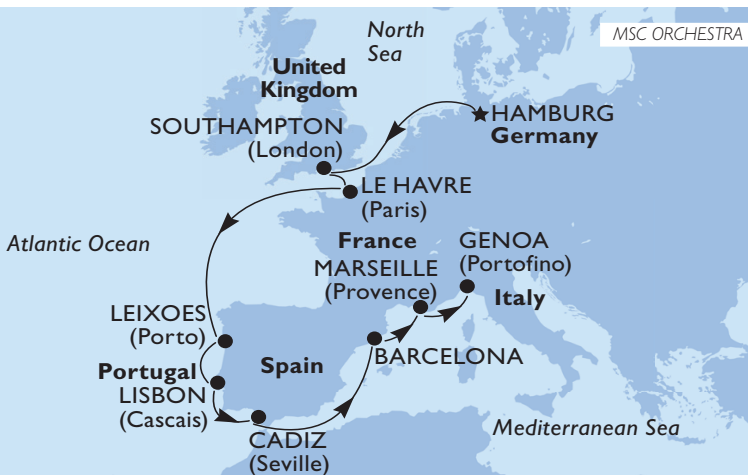 North
Sea
MSC ORCHESTRA
United
Kingdom
HAMBURG
Germany
SOUTHAMPTON
(London)
LE HAVRE
(Paris)
Atlantic Ocean
France
GENOA
(Portofino)
MARSEILLE
(Provence)
Italy
LEIXOES
(Porto)
BARCELONA
Portugal
Spain
LISBON
(Cascais)
CADIZ
(Seville)
Mediterranean Sea